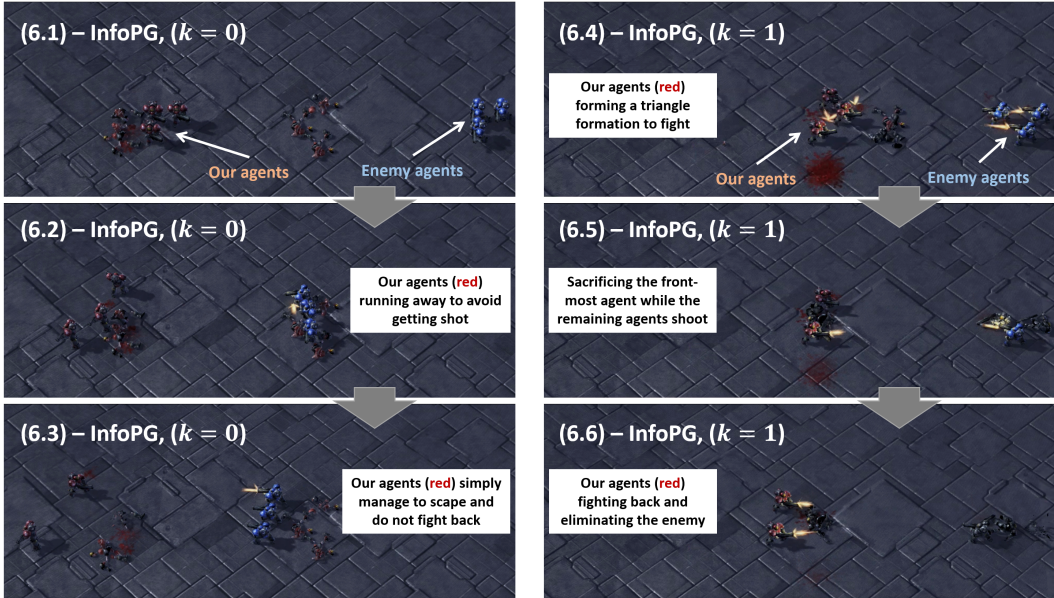 (6.1) – InfoPG, (k = 0)
Our agents
Enemy agents
(6.2) – InfoPG, (k = 0)
Our agents (red)
running away to avoid
getting shot
(6.3) – InfoPG, (k = 0)
Our agents (red) simply
manage to scape and
do not fight back
(6.4) – InfoPG, (k = 1)
Our agents (red)
forming a triangle
formation to fight
Our agents
Enemy agents
(6.5) – InfoPG, (k = 1)
Sacrificing the front-
most agent while the
remaining agents shoot
(6.6) – InfoPG, (k = 1)
Our agents (red)
fighting back and
eliminating the enemy